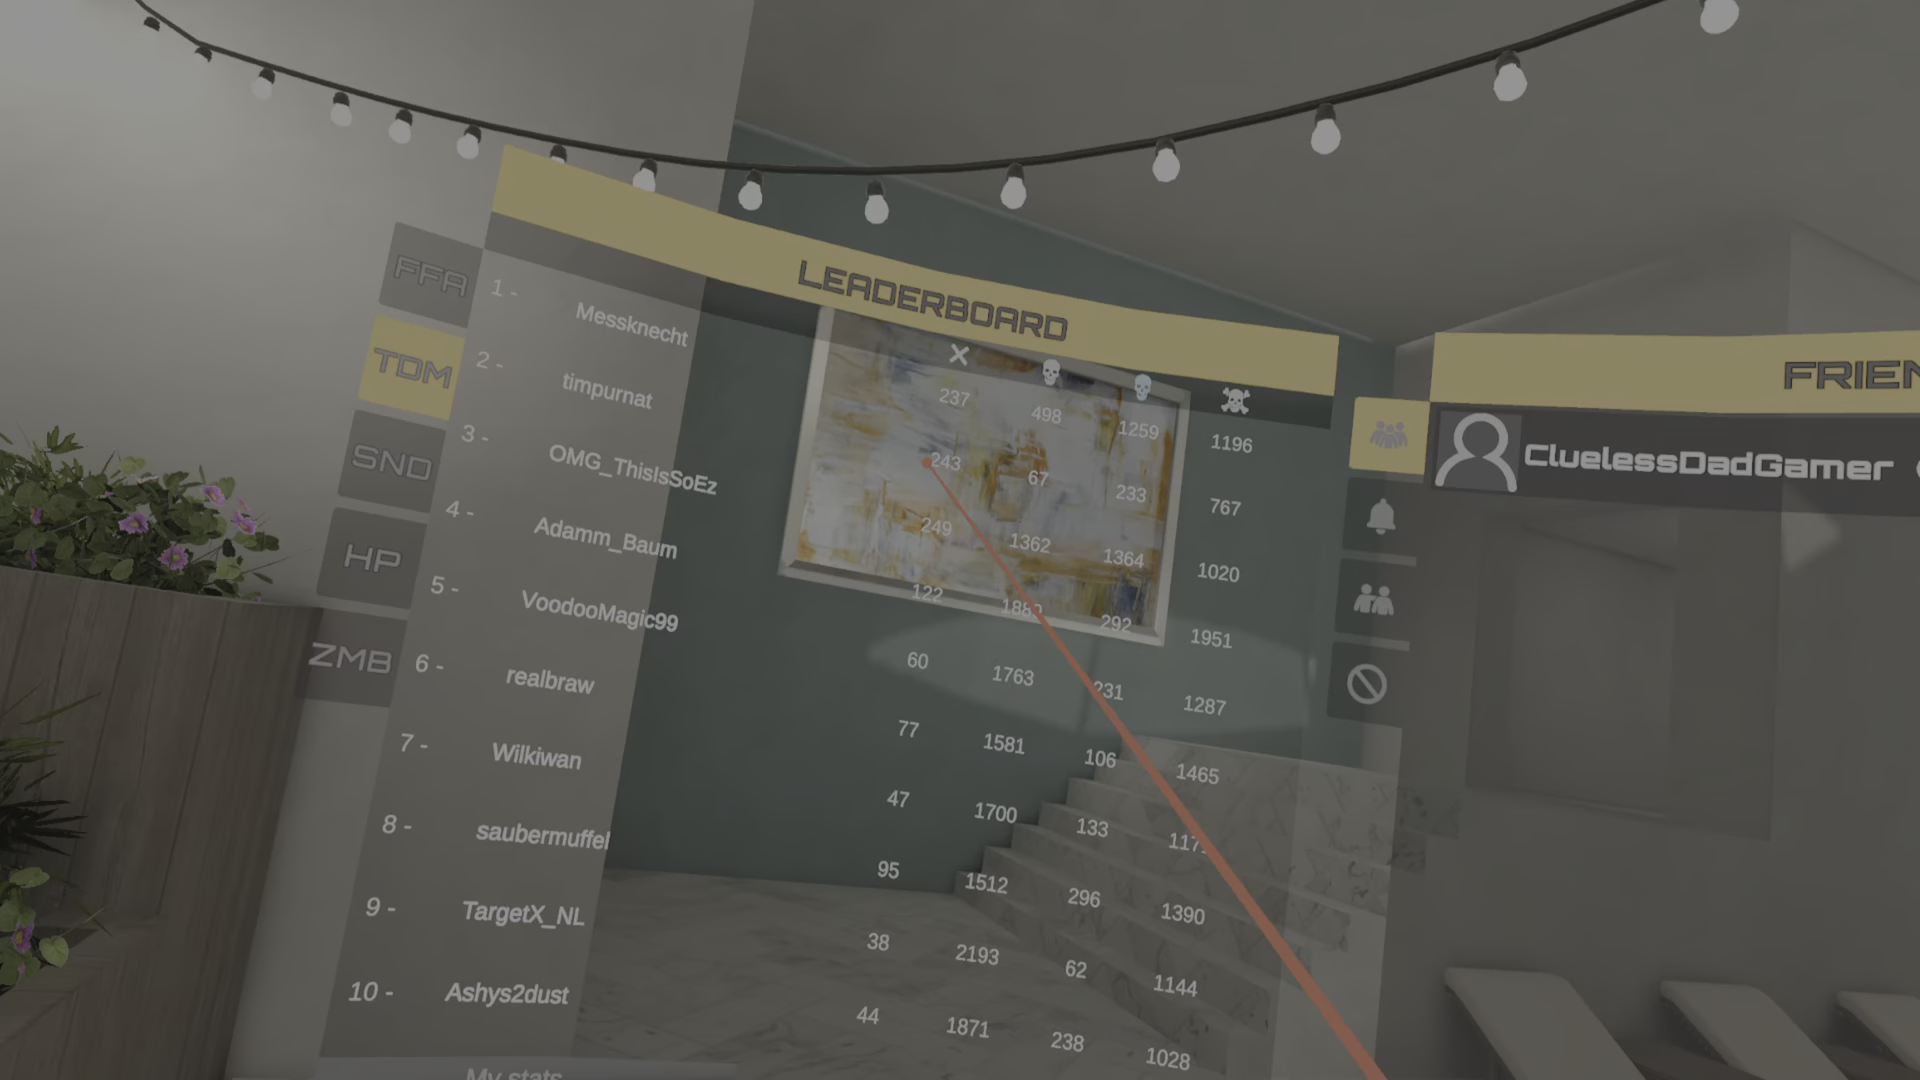 LEADERBOARD
FFA
TDM
SND
HP
ZMB
1 - Messknecht 237 498 1259 1196
2 - timpurnat 243 67 233 767
3 - OMG_ThisIsSoEz 249 1362 1364 1020
4 - Adamm_Baum 122 292 1951
5 - VoodooMagic99 60 1763 231 1287
6 - realbraw 77 1581 106 1465
7 - Wilkiwan 47 1700 133
8 - saubermuffel 95 1512 296 1390
9 - TargetX_NL 38 2193 62 1144
10 - Ashys2dust 44 1871 238 1028
My stats
FRIEN
CluelessDadGamer